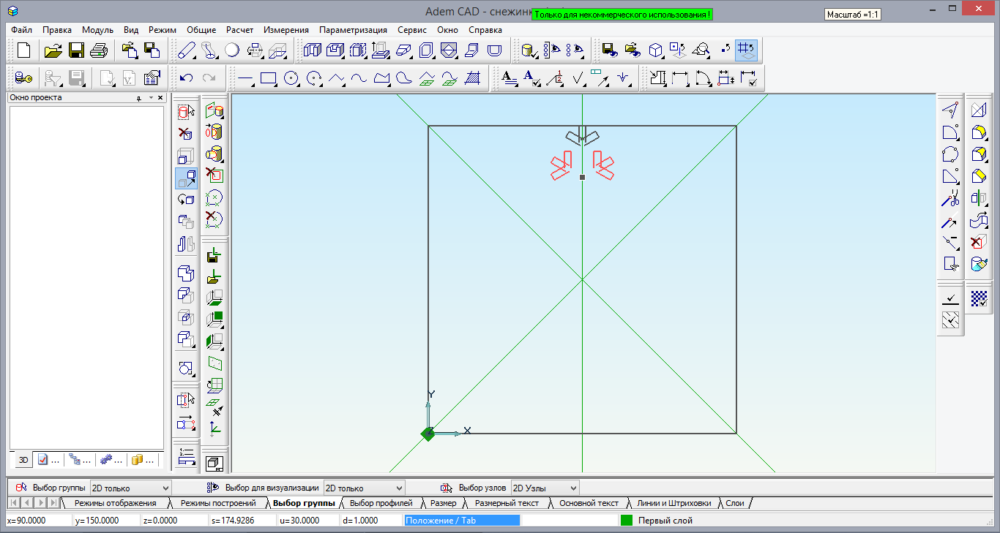 Adem CAD - снежинк
Только для некоммерческого использования !
Масштаб =1:1
Файл Правка Модуль Вид Режим Общие Расчет Измерения Параметризация Сервис Окно Справка
Окно проекта
Y
Z
X
3D ... ... ... ...
Выбор группы 2D только Выбор для визуализации 2D только Выбор узлов 2D Узлы
Режимы отображения Режимы построений Выбор группы Выбор профилей Размер Размерный текст Основной текст Линии и Штриховки Слои
x=90.0000 y=150.0000 z=0.0000 s=174.9286 u=30.0000 d=1.0000 Положение / Tab Первый слой